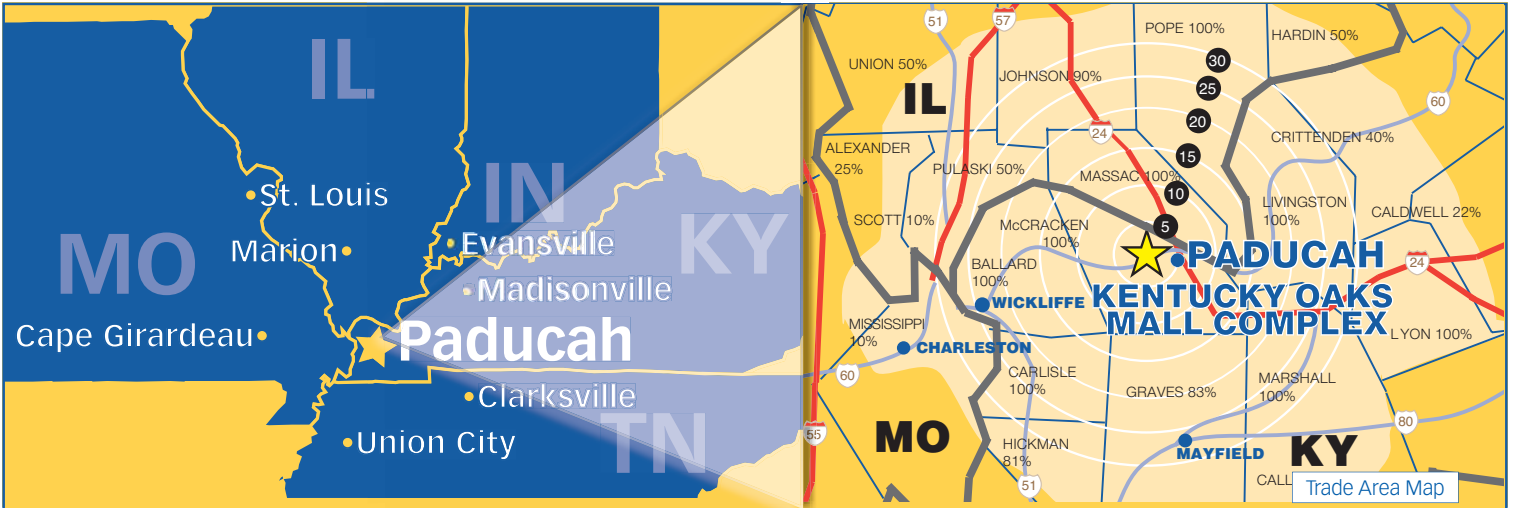 IL
IN
St. Louis
MO
Marion
Evansville
KY
Madisonville
Cape Girardeau
Paducah
Clarksville
TN
Union City
51
57
POPE 100%
HARDIN 50%
UNION 50%
JOHNSON 90%
30
25
IL
60
20
24
CRITTENDEN 40%
ALEXANDER
25%
15
PULASKI 50%
MASSAC 100%
10
LIVINGSTON
100%
CALDWELL 22%
SCOTT 10%
McCRACKEN
100%
5
PADUCAH
24
BALLARD
100%
WICKLIFFE
KENTUCKY OAKS
MALL COMPLEX
MISSISSIPPI
10%
LYON 100%
CHARLESTON
60
CARLISLE
100%
GRAVES 83%
MARSHALL
100%
80
55
MO
HICKMAN
81%
MAYFIELD
KY
51
CALL
Trade Area Map